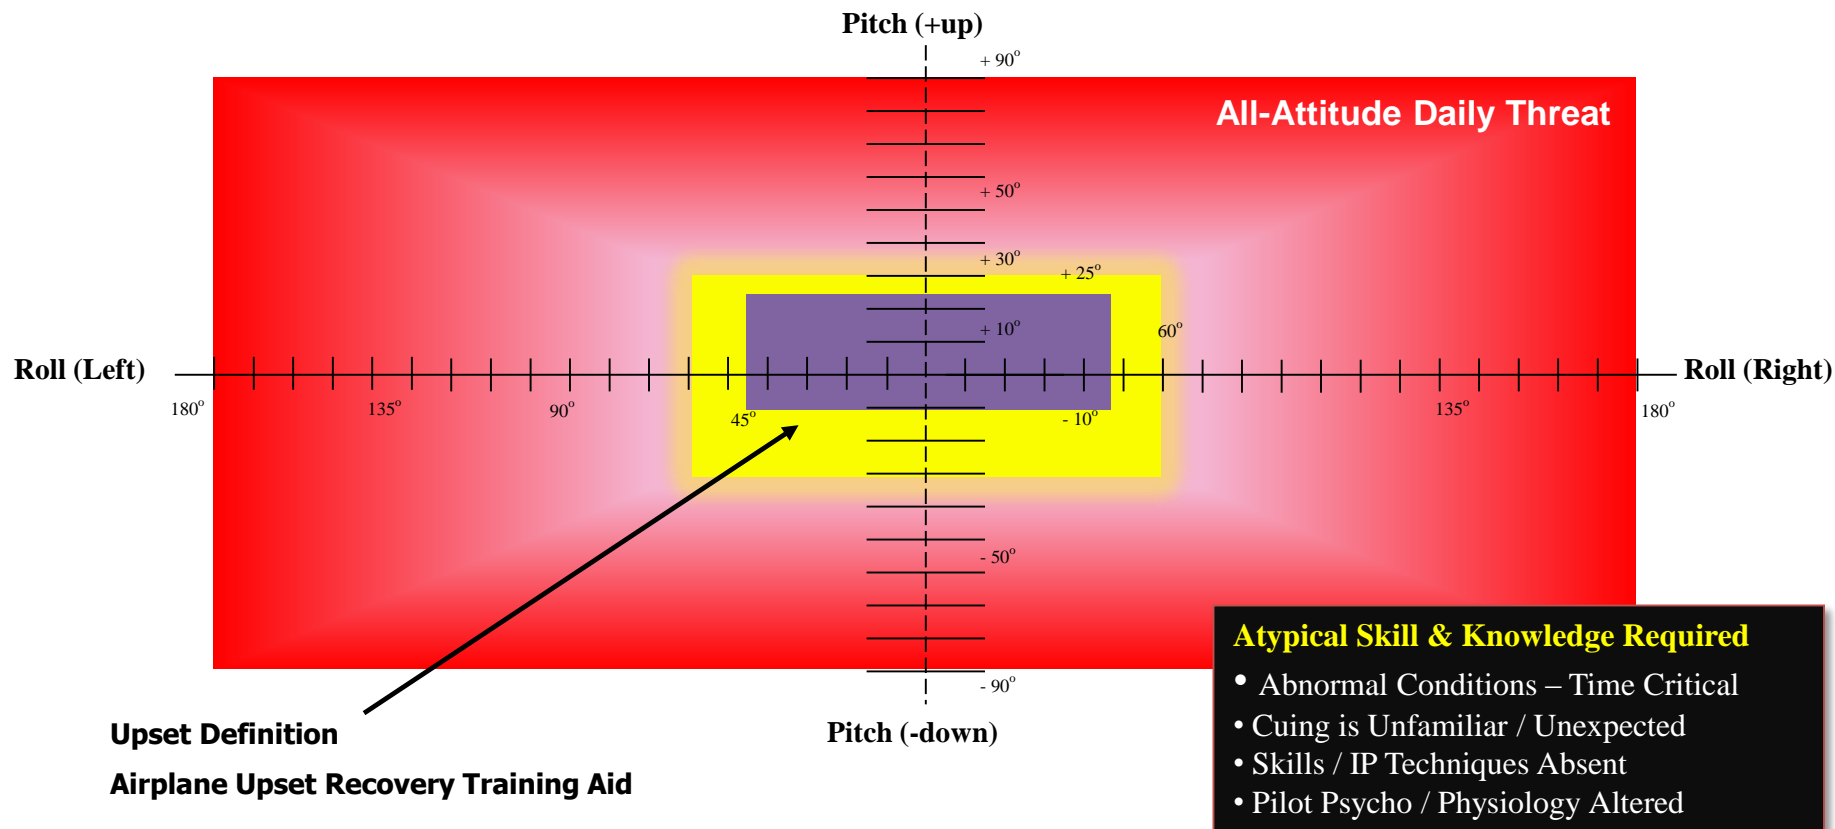 Pitch (+up)
+ 90°
All-Attitude Daily Threat
+ 50°
+ 30°
+ 25°
+ 10°
60°
Roll (Left)
Roll (Right)
180°
135°
90°
45°
- 10°
135°
180°
- 50°
- 90°
Pitch (-down)
Upset Definition
Airplane Upset Recovery Training Aid
Atypical Skill & Knowledge Required
• Abnormal Conditions – Time Critical
• Cuing is Unfamiliar / Unexpected
• Skills / IP Techniques Absent
• Pilot Psycho / Physiology Altered